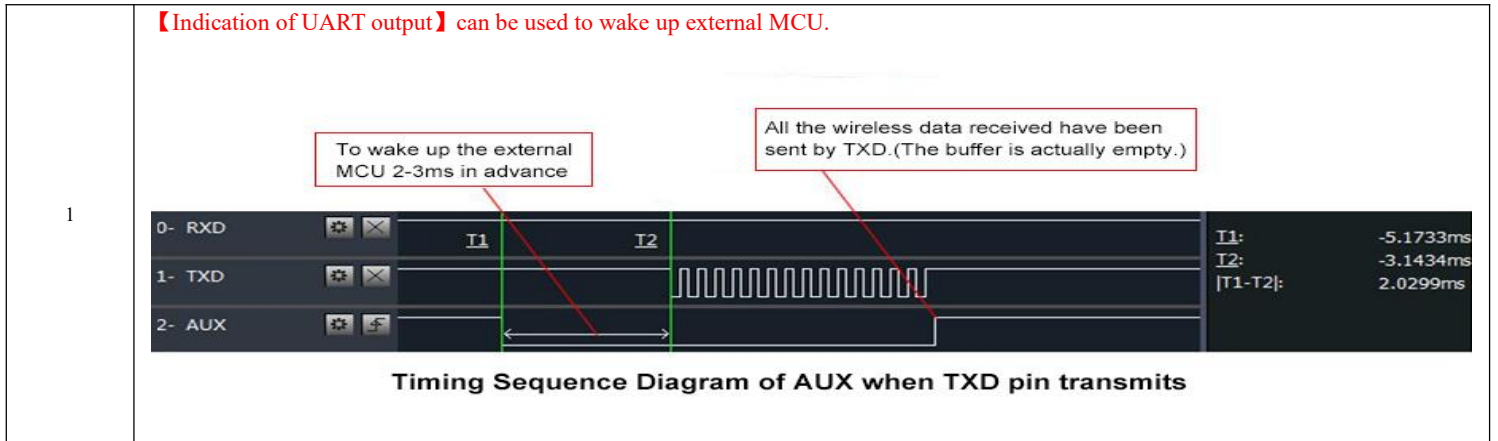 【Indication of UART output】can be used to wake up external MCU.
To wake up the external
MCU 2-3ms in advance
All the wireless data received have been
sent by TXD.(The buffer is actually empty.)
1
0- RXD
T1
T2
T1: -5.1733ms
1- TXD
T2: -3.1434ms
|T1-T2|: 2.0299ms
2- AUX
Timing Sequence Diagram of AUX when TXD pin transmits